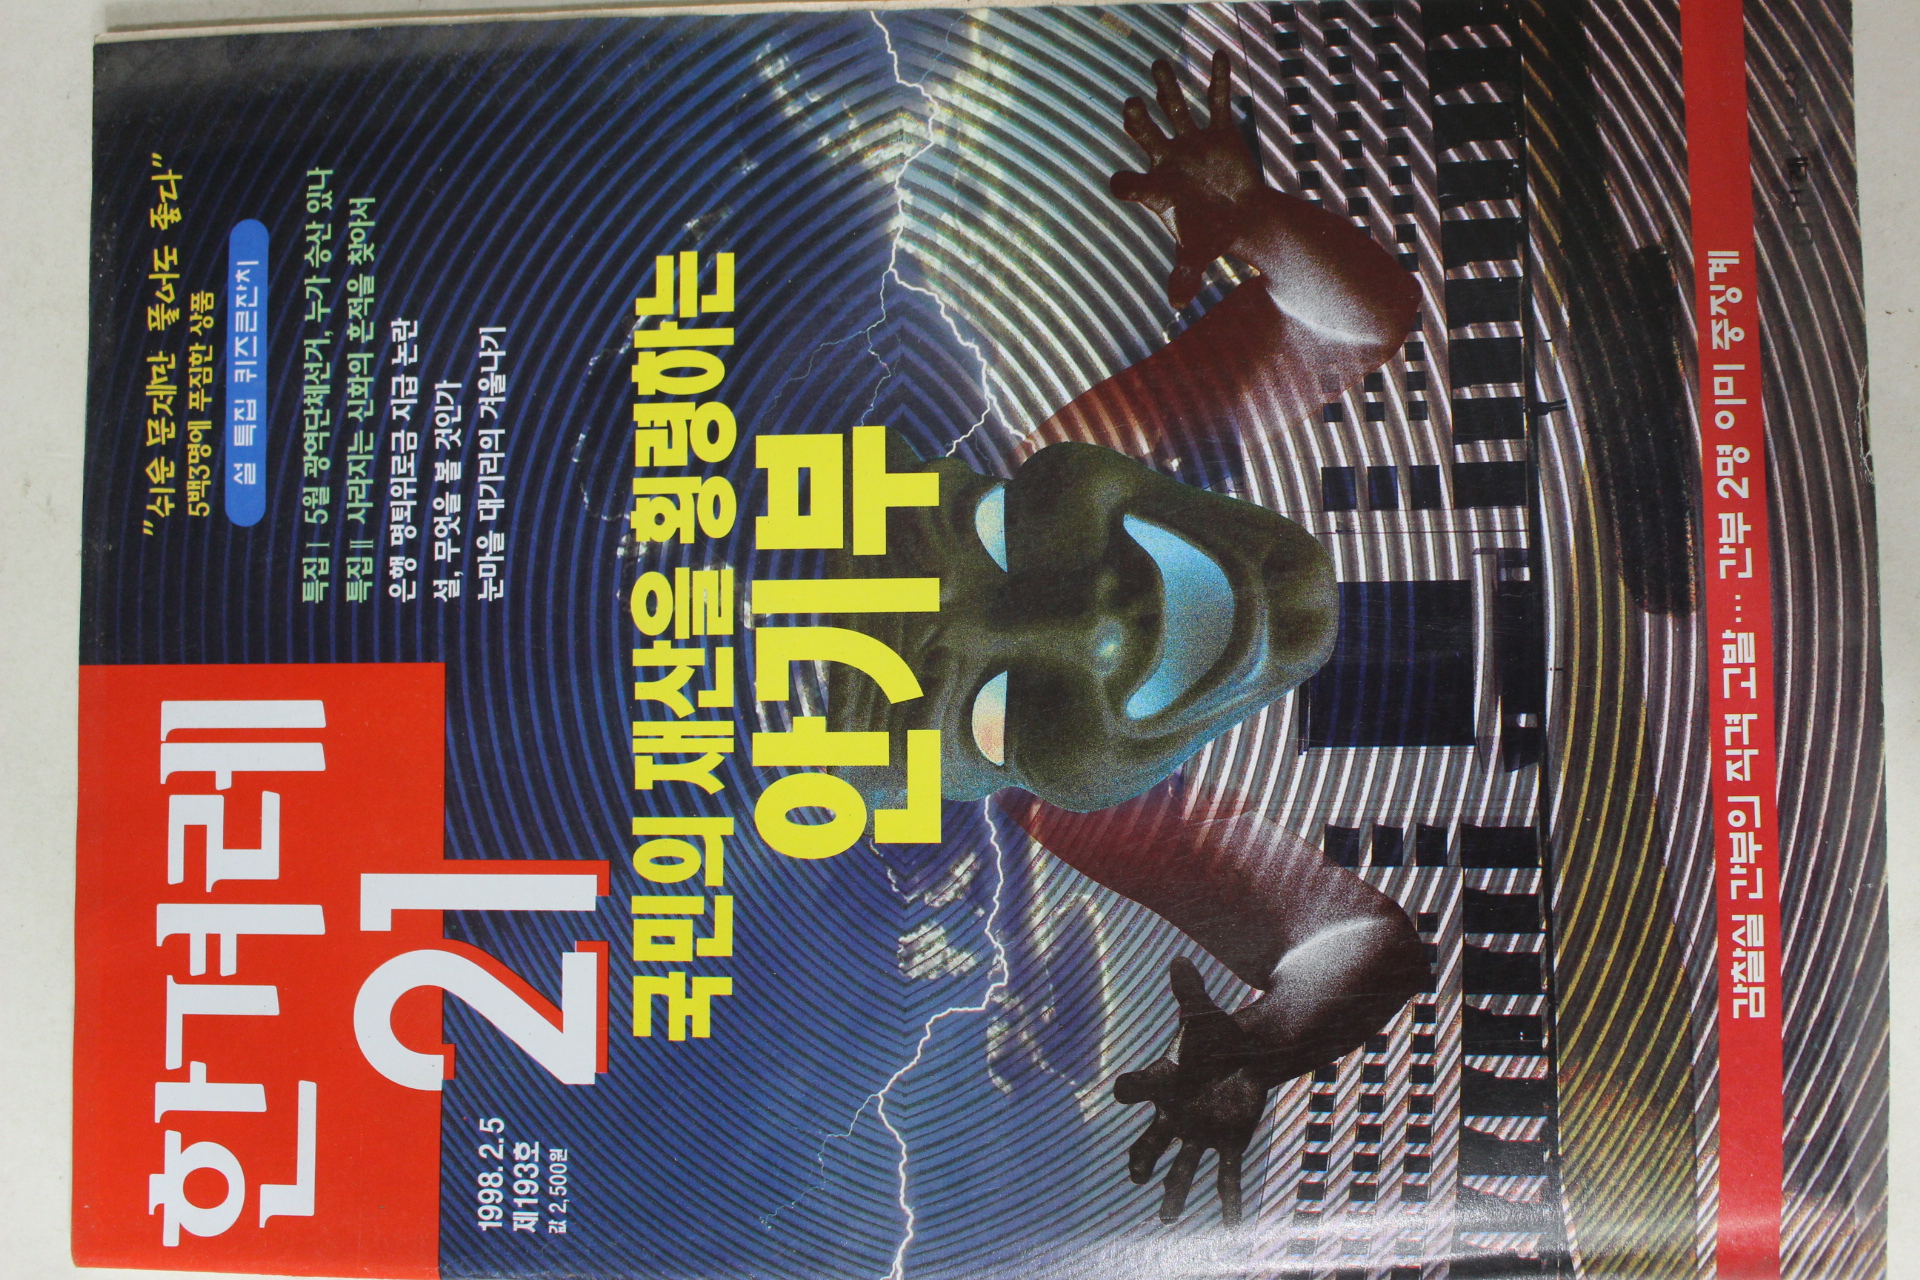 한겨레
21
1998.2.5
제193호
값 2,500원
"쉬운 문제만 풀어도 좋다"
5백3명에 푸짐한 상품
설 특집 퀴즈큰잔치
특집Ⅰ 5월 광역단체선거, 누가 승산 있나
특집Ⅱ 사라지는 신화의 흔적을 찾아서
은행 명퇴위로금 지급 논란
설, 무엇을 볼 것인가
눈마을 대기리의 겨울나기
국민의 재산을 횡령하는
안기부
감찰실 간부의 직격 고발… 간부 2명 이미 중징계